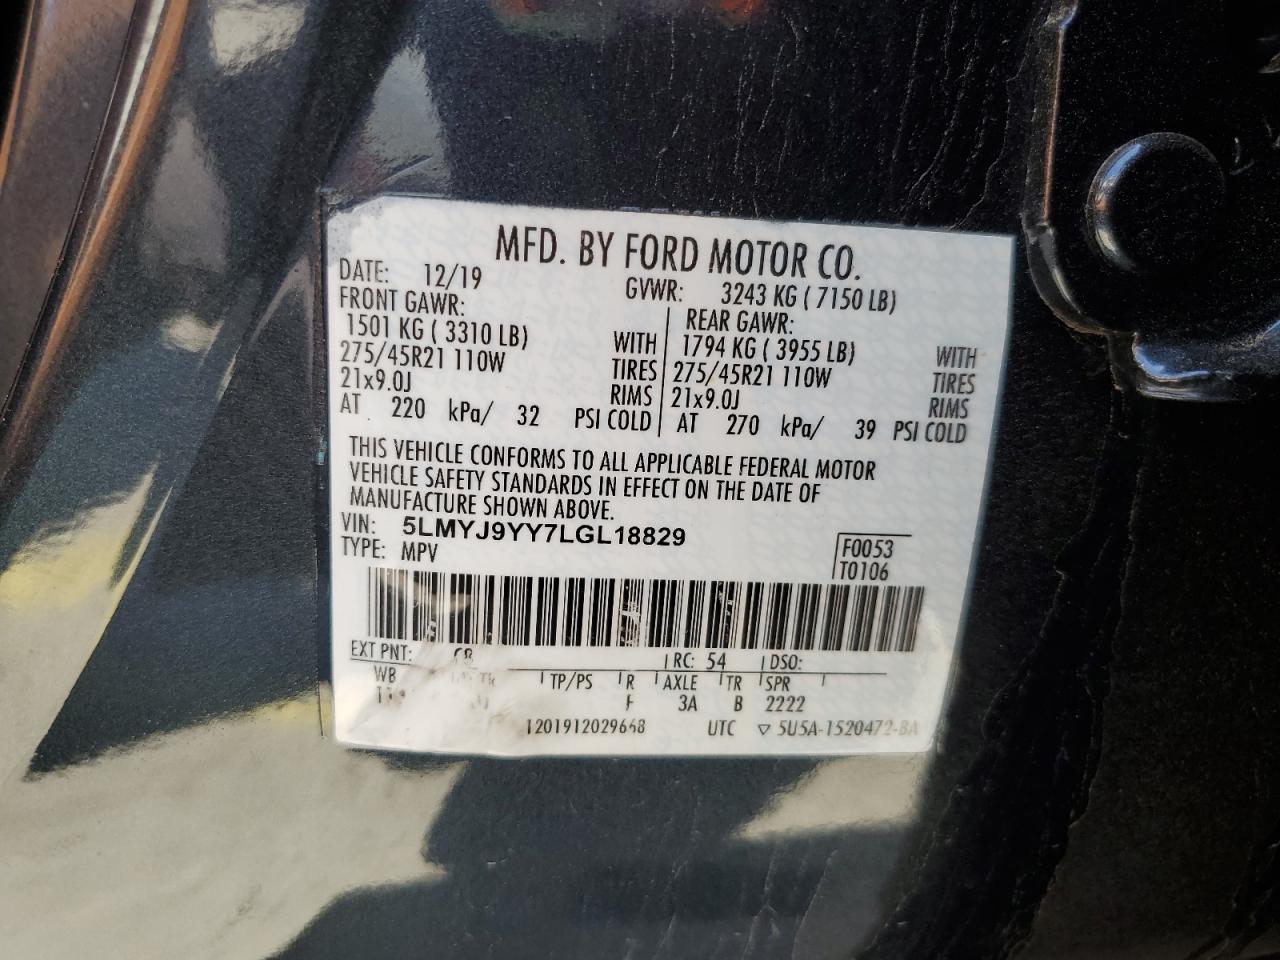 MFD. BY FORD MOTOR CO.
DATE: 12/19 GVWR: 3243 KG ( 7150 LB)
FRONT GAWR: REAR GAWR:
1501 KG ( 3310 LB) WITH 1794 KG ( 3955 LB) WITH
275/45R21 110W TIRES 275/45R21 110W TIRES
21x9.0J RIMS 21x9.0J RIMS
AT 220 kPa/ 32 PSI COLD AT 270 kPa/ 39 PSI COLD
THIS VEHICLE CONFORMS TO ALL APPLICABLE FEDERAL MOTOR
VEHICLE SAFETY STANDARDS IN EFFECT ON THE DATE OF
MANUFACTURE SHOWN ABOVE.
VIN: 5LMYJ9YY7LGL18829
TYPE: MPV
F0053
T0106
EXT PNT: RC: 54 DSO:
WB TP/PS R AXLE TR SPR
F 3A B 2222
1201912029668 UTC ▽ 5U5A-1520472-BA